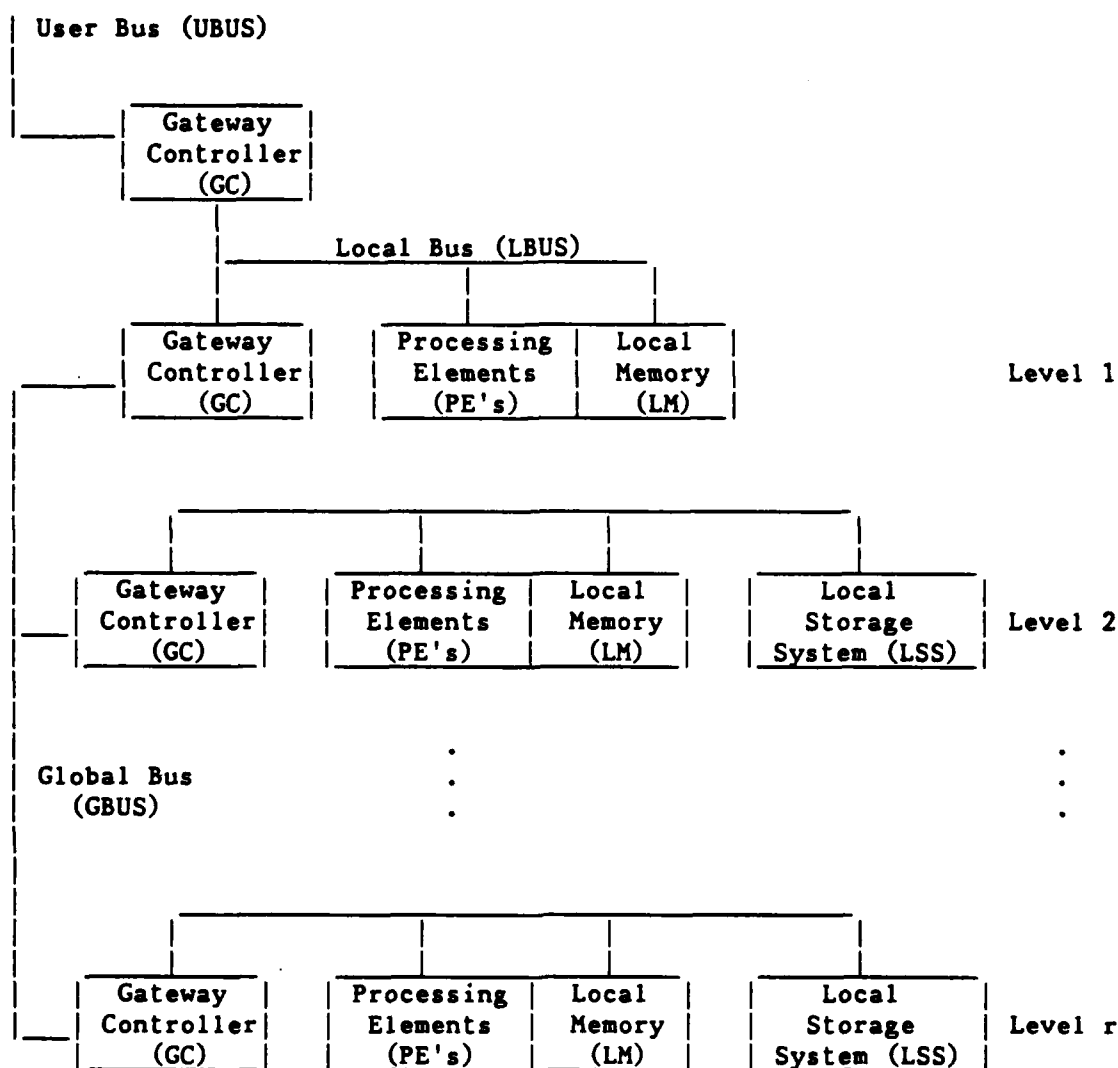 User Bus (UBUS)
Gateway
Controller
(GC)
Local Bus (LBUS)
Gateway
Controller
(GC)
Processing
Elements
(PE's)
Local
Memory
(LM)
Level 1
Gateway
Controller
(GC)
Processing
Elements
(PE's)
Local
Memory
(LM)
Local
Storage
System (LSS)
Level 2
Global Bus
(GBUS)
Gateway
Controller
(GC)
Processing
Elements
(PE's)
Local
Memory
(LM)
Local
Storage
System (LSS)
Level r